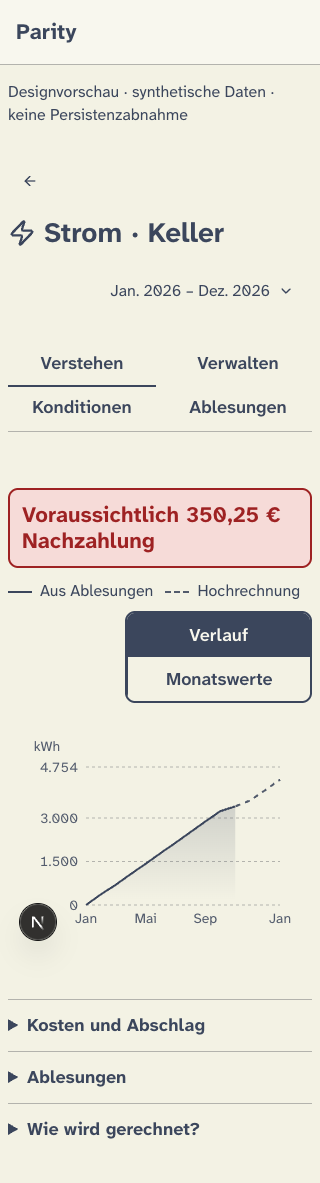 Parity
Designvorschau · synthetische Daten ·
keine Persistenzabnahme
Strom · Keller
Jan. 2026 – Dez. 2026
Verstehen
Verwalten
Konditionen
Ablesungen
Voraussichtlich 350,25 €
Nachzahlung
Aus Ablesungen
Hochrechnung
Verlauf
Monatswerte
kWh
4.754
3.000
1.500
0
Jan
Mai
Sep
Jan
N
Kosten und Abschlag
Ablesungen
Wie wird gerechnet?